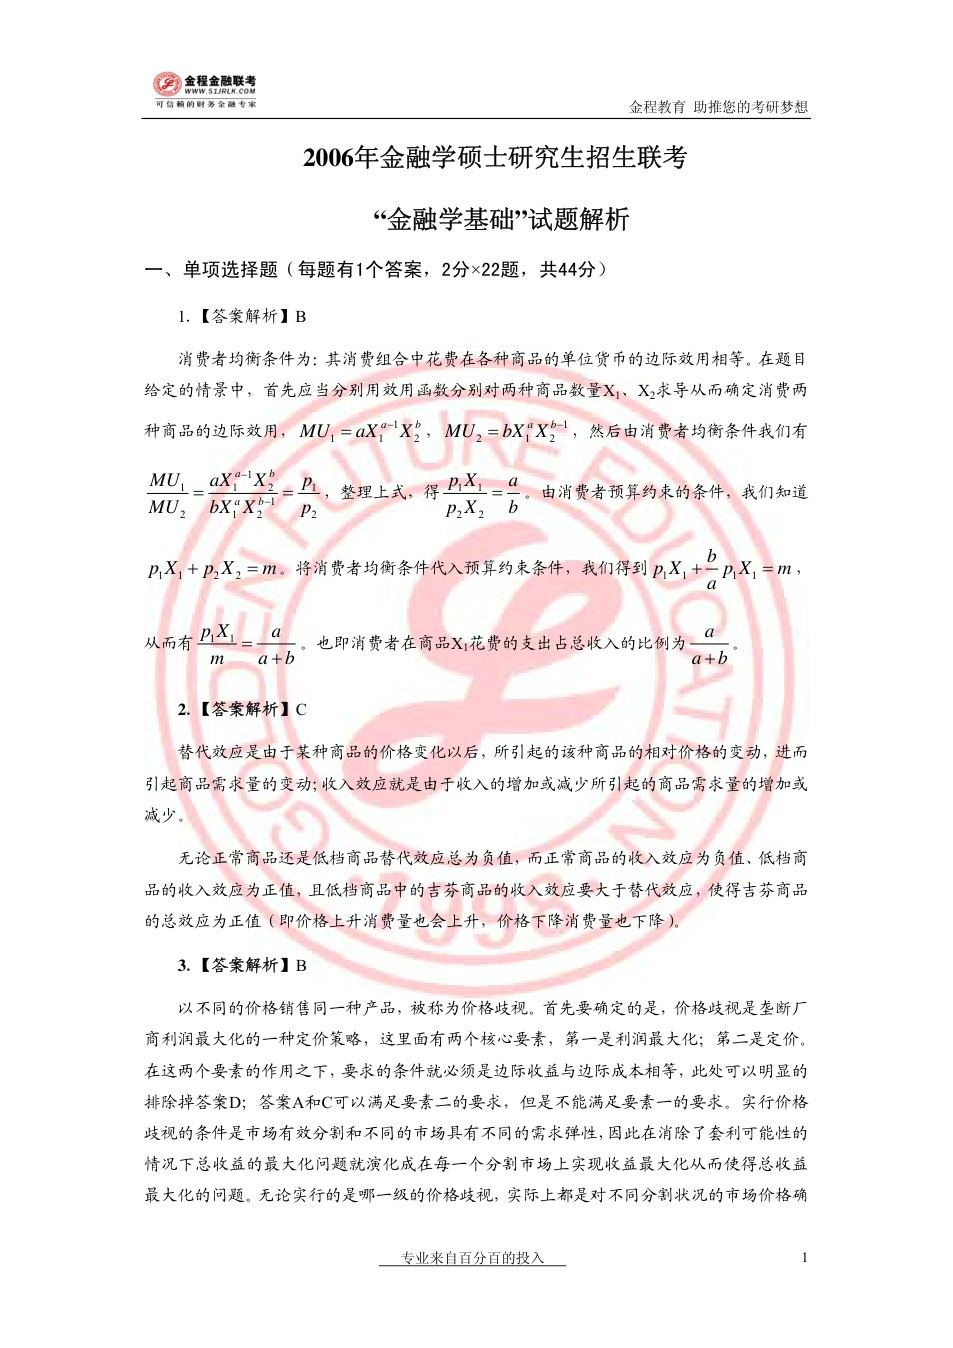 金程金融联考
WWW.51JRLK.COM
可信赖的财务金融专家
金程教育 助推您的考研梦想
2006年金融学硕士研究生招生联考
“金融学基础”试题解析
一、单项选择题（每题有1个答案，2分×22题，共44分）
1. 【答案解析】B
消费者均衡条件为：其消费组合中花费在各种商品的单位货币的边际效用相等。在题目
给定的情景中，首先应当分别用效用函数分别对两种商品数量X₁、X₂求导从而确定消费两
种商品的边际效用，MU₁ = aX₁^{a−1}X₂^{b}，MU₂ = bX₁^{a}X₂^{b−1}，然后由消费者均衡条件我们有
MU₁/MU₂ = aX₁^{a−1}X₂^{b}/bX₁^{a}X₂^{b−1} = p₁/p₂，整理上式，得 p₁X₁/p₂X₂ = a/b。由消费者预算约束的条件，我们知道
p₁X₁ + p₂X₂ = m。将消费者均衡条件代入预算约束条件，我们得到 p₁X₁ + b/a p₁X₁ = m，
从而有 p₁X₁/m = a/(a+b)。也即消费者在商品X₁花费的支出占总收入的比例为 a/(a+b)。
2. 【答案解析】C
替代效应是由于某种商品的价格变化以后，所引起的该种商品的相对价格的变动，进而
引起商品需求量的变动；收入效应就是由于收入的增加或减少所引起的商品需求量的增加或
减少。
无论正常商品还是低档商品替代效应总为负值，而正常商品的收入效应为负值、低档商
品的收入效应为正值，且低档商品中的吉芬商品的收入效应要大于替代效应，使得吉芬商品
的总效应为正值（即价格上升消费量也会上升，价格下降消费量也下降）。
3. 【答案解析】B
以不同的价格销售同一种产品，被称为价格歧视。首先要确定的是，价格歧视是垄断厂
商利润最大化的一种定价策略，这里面有两个核心要素，第一是利润最大化；第二是定价。
在这两个要素的作用之下，要求的条件就必须是边际收益与边际成本相等，此处可以明显的
排除掉答案D；答案A和C可以满足要素二的要求，但是不能满足要素一的要求。实行价格
歧视的条件是市场有效分割和不同的市场具有不同的需求弹性，因此在消除了套利可能性的
情况下总收益的最大化问题就演化成在每一个分割市场上实现收益最大化从而使得总收益
最大化的问题。无论实行的是哪一级的价格歧视，实际上都是对不同分割状况的市场价格确
GOLDEN FUTURE EDUCATION
1998
专业来自百分百的投入
1